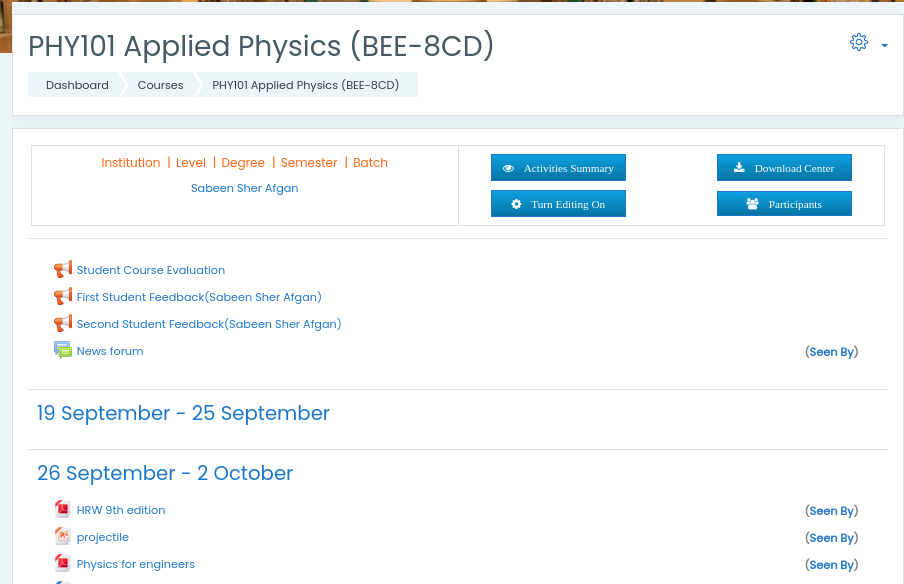 PHY101 Applied Physics (BEE-8CD)
Dashboard Courses PHY101 Applied Physics (BEE-8CD)
Institution | Level | Degree | Semester | Batch
Sabeen Sher Afgan
Activities Summary
Download Center
Turn Editing On
Participants
Student Course Evaluation
First Student Feedback(Sabeen Sher Afgan)
Second Student Feedback(Sabeen Sher Afgan)
News forum (Seen By)
19 September - 25 September
26 September - 2 October
HRW 9th edition (Seen By)
projectile (Seen By)
Physics for engineers (Seen By)